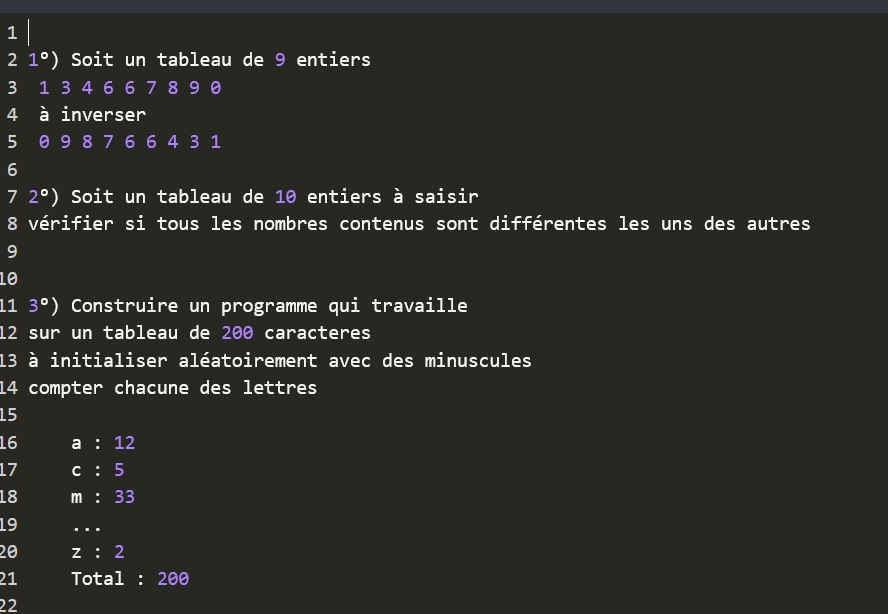 1
2 1°) Soit un tableau de 9 entiers
3 1 3 4 6 6 7 8 9 0
4 à inverser
5 0 9 8 7 6 6 4 3 1
6
7 2°) Soit un tableau de 10 entiers à saisir
8 vérifier si tous les nombres contenus sont différentes les uns des autres
9
10
11 3°) Construire un programme qui travaille
12 sur un tableau de 200 caracteres
13 à initialiser aléatoirement avec des minuscules
14 compter chacune des lettres
15
16 a : 12
17 c : 5
18 m : 33
19 ...
20 z : 2
21 Total : 200
22